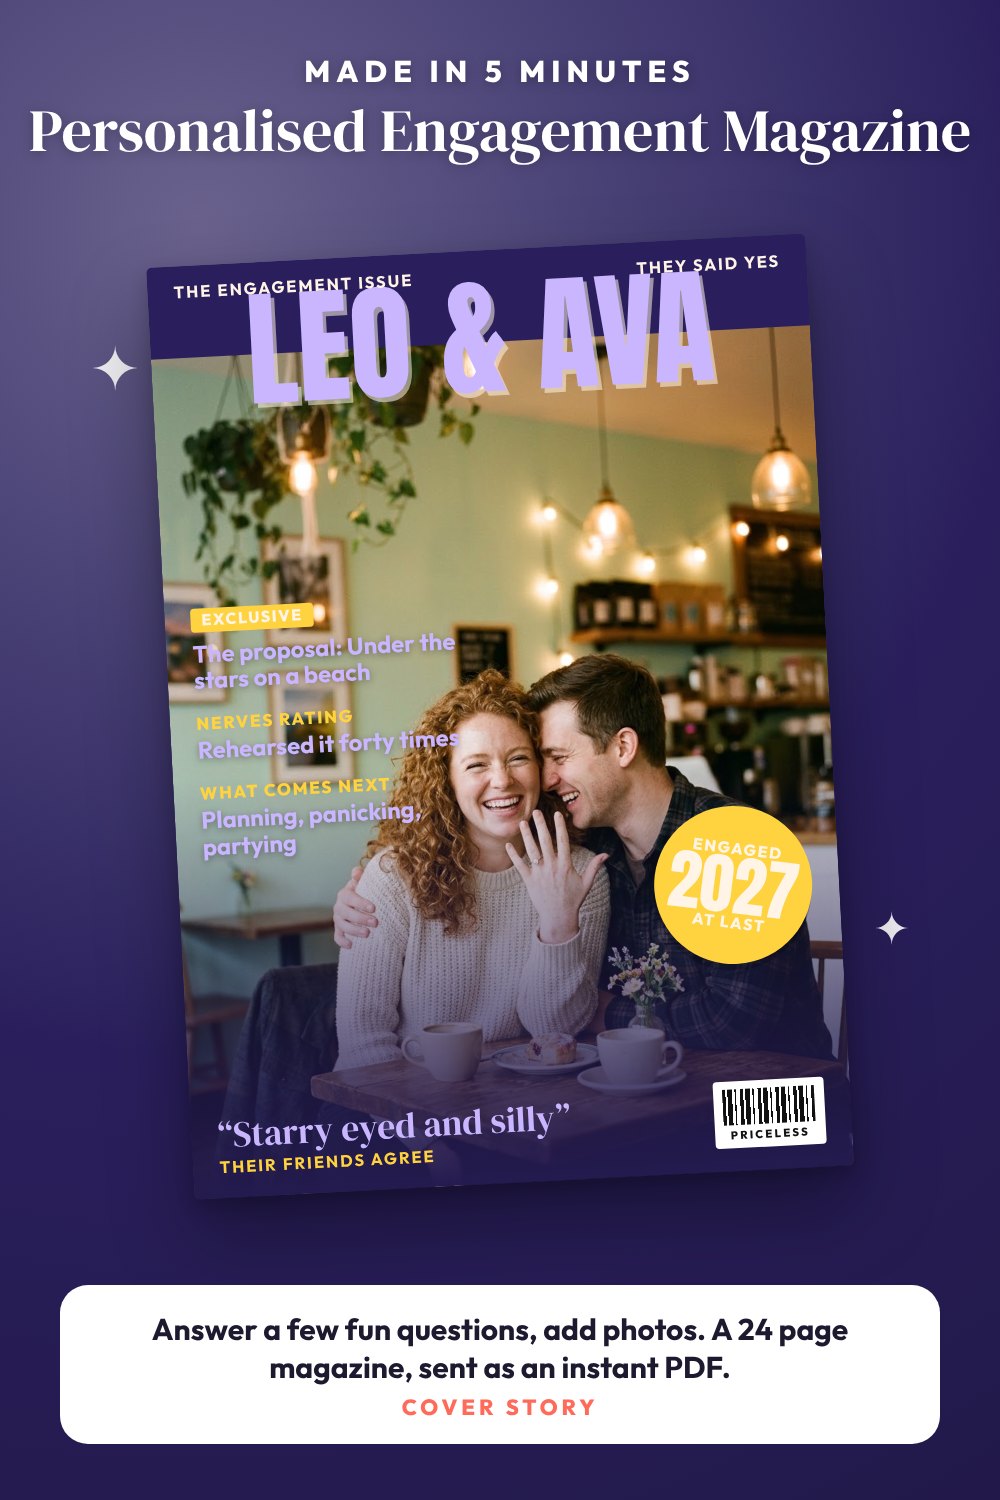 MADE IN 5 MINUTES
Personalised Engagement Magazine
THE ENGAGEMENT ISSUE
THEY SAID YES
LEO & AVA
EXCLUSIVE
The proposal: Under the
stars on a beach
NERVES RATING
Rehearsed it forty times
WHAT COMES NEXT
Planning, panicking,
partying
ENGAGED
2027
AT LAST
“Starry eyed and silly”
THEIR FRIENDS AGREE
PRICELESS
Answer a few fun questions, add photos. A 24 page
magazine, sent as an instant PDF.
COVER STORY